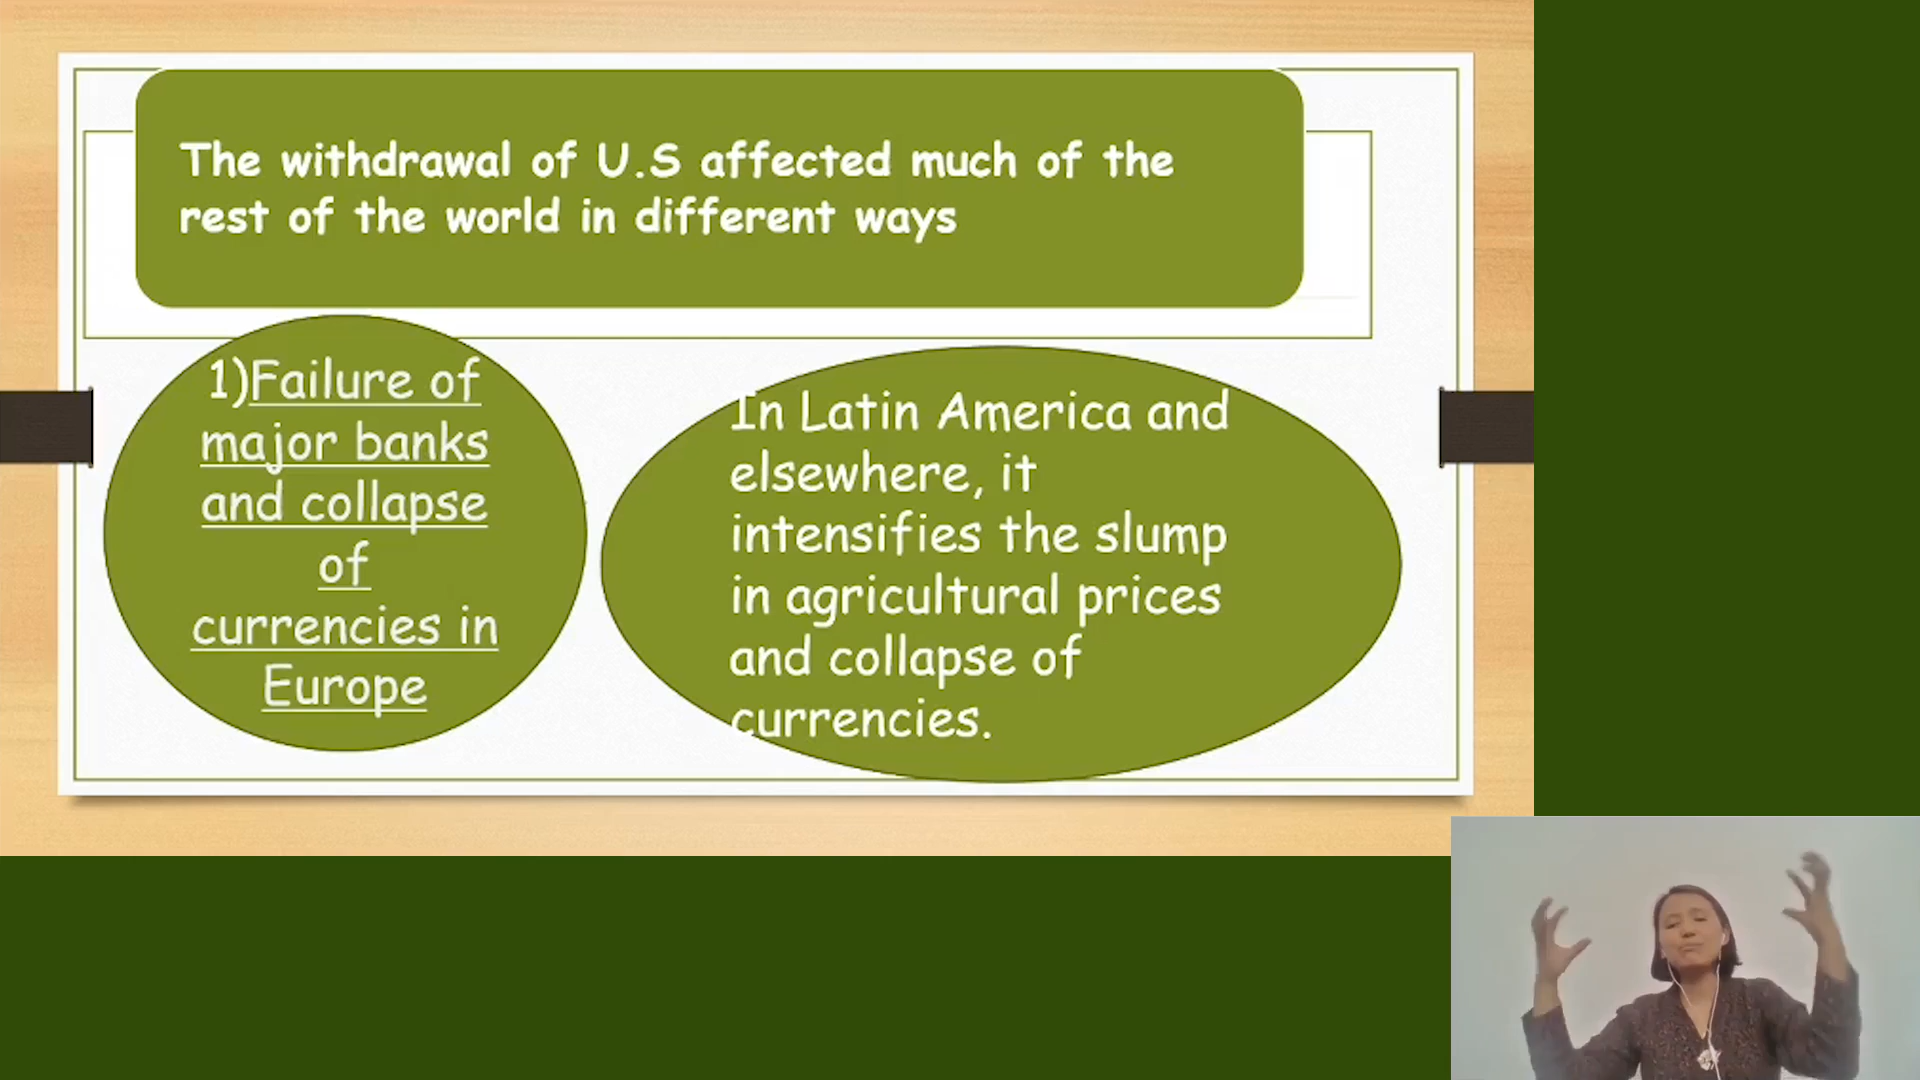 The withdrawal of U.S affected much of the
rest of the world in different ways
1)Failure of
major banks
and collapse
of
currencies in
Europe
In Latin America and
elsewhere, it
intensifies the slump
in agricultural prices
and collapse of
currencies.